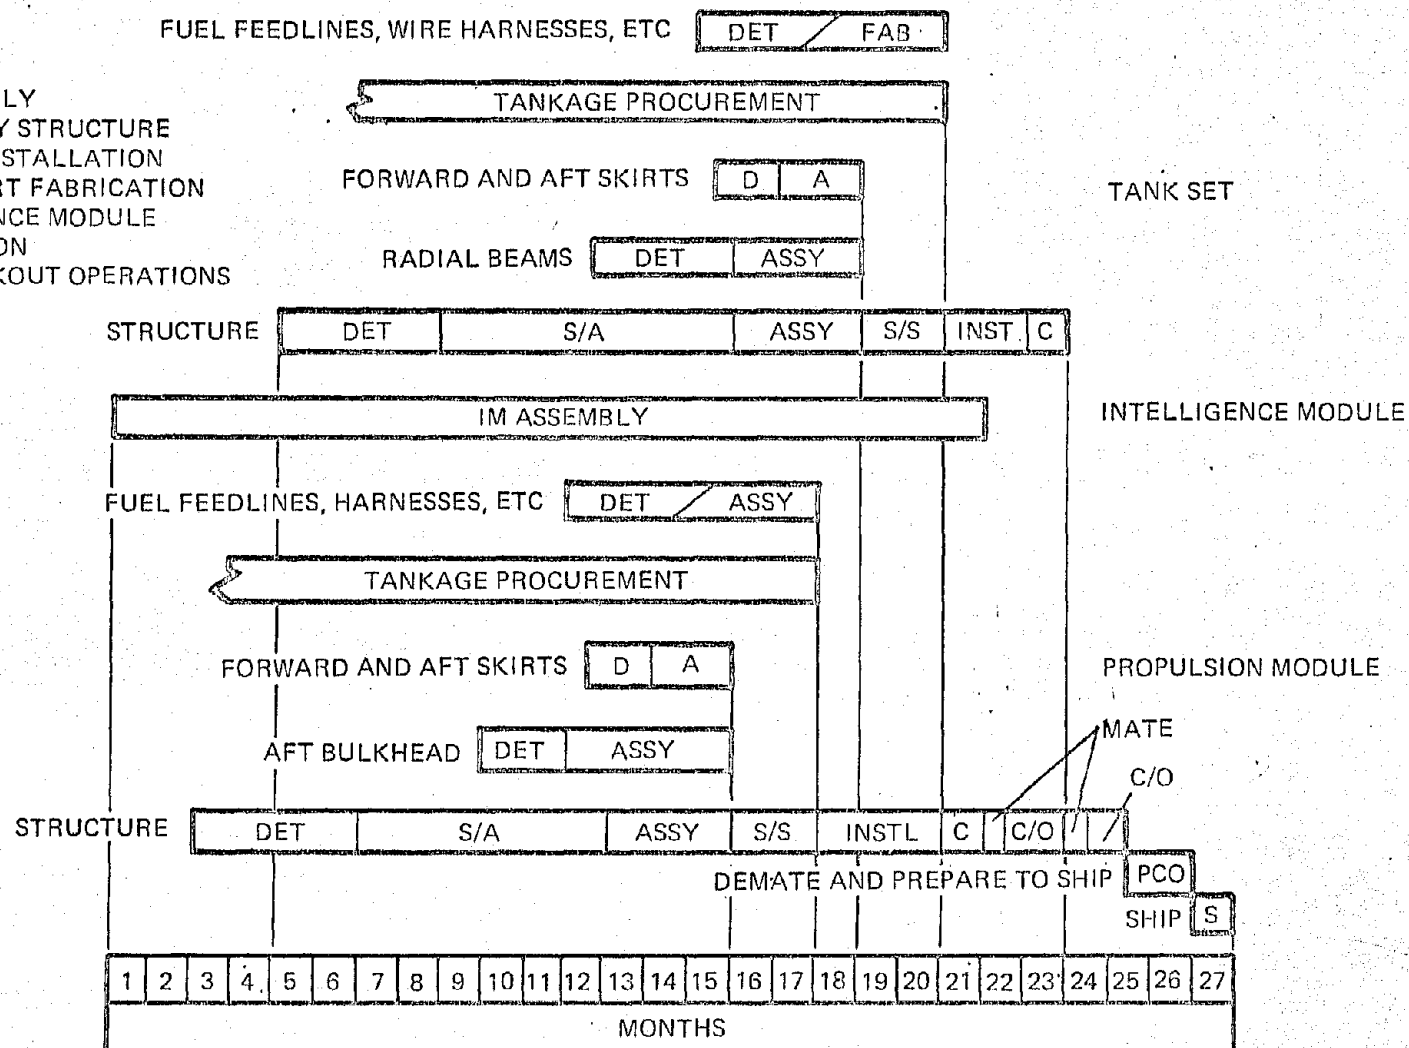 FUEL FEEDLINES, WIRE HARNESSES, ETC DET / FAB
LY
TANKAGE PROCUREMENT
Y STRUCTURE
STALLATION
RT FABRICATION
FORWARD AND AFT SKIRTS D A
TANK SET
NCE MODULE
ON
RADIAL BEAMS DET ASSY
KOUT OPERATIONS
STRUCTURE DET S/A ASSY S/S INST. C
IM ASSEMBLY
INTELLIGENCE MODULE
FUEL FEEDLINES, HARNESSES, ETC DET / ASSY
TANKAGE PROCUREMENT
FORWARD AND AFT SKIRTS D A
PROPULSION MODULE
MATE
AFT BULKHEAD DET ASSY
C/O
STRUCTURE DET S/A ASSY S/S INSTL C C/O
DEMATE AND PREPARE TO SHIP PCO
SHIP S
1 2 3 4 5 6 7 8 9 10 11 12 13 14 15 16 17 18 19 20 21 22 23 24 25 26 27
MONTHS